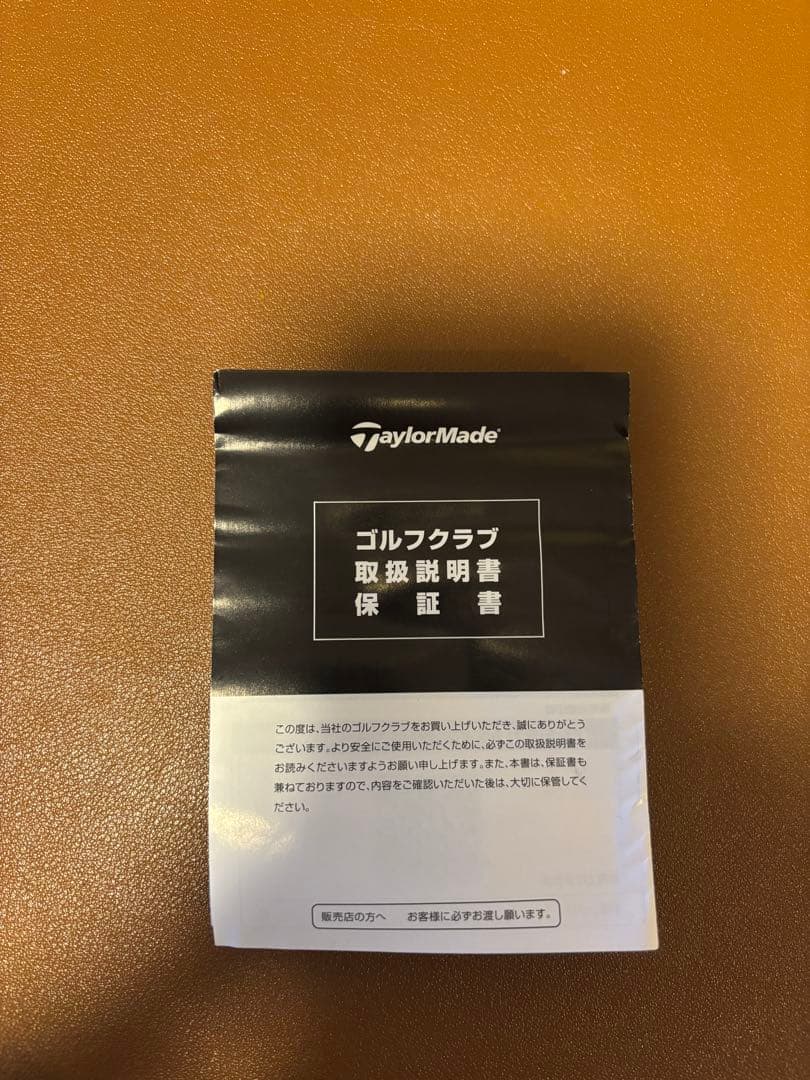 TaylorMade
ゴルフクラブ
取扱説明書
保証書
この度は、当社のゴルフクラブをお買い上げいただき、誠にありがとう
ございます。より安全にご使用いただくために、必ずこの取扱説明書を
お読みくださいますようお願い申し上げます。また、本書は、保証書も
兼ねておりますので、内容をご確認いただいた後は、大切に保管してく
ださい。
販売店の方へ お客様に必ずお渡し願います。